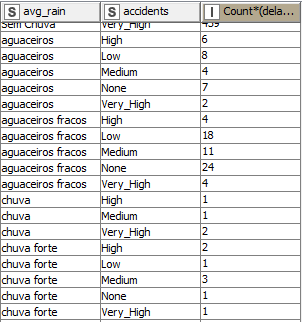 S avg_rain S accidents I Count*(dela...
Sem Chuva Very_High 439
aguaceiros High 6
aguaceiros Low 8
aguaceiros Medium 4
aguaceiros None 7
aguaceiros Very_High 2
aguaceiros fracos High 4
aguaceiros fracos Low 18
aguaceiros fracos Medium 11
aguaceiros fracos None 24
aguaceiros fracos Very_High 4
chuva High 1
chuva Medium 1
chuva Very_High 2
chuva forte High 2
chuva forte Low 1
chuva forte Medium 3
chuva forte None 1
chuva forte Very_High 1